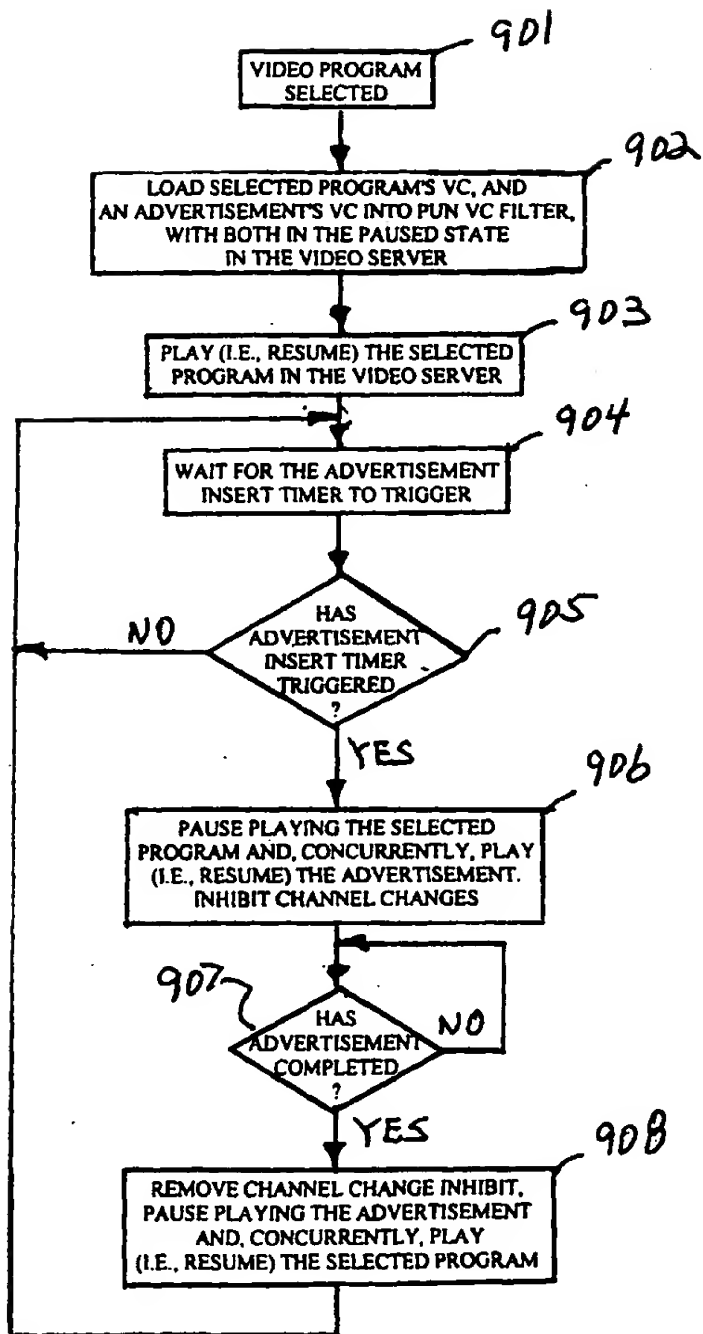 901
VIDEO PROGRAM
SELECTED
902
LOAD SELECTED PROGRAM'S VC, AND
AN ADVERTISEMENT'S VC INTO PUN VC FILTER,
WITH BOTH IN THE PAUSED STATE
IN THE VIDEO SERVER
903
PLAY (I.E., RESUME) THE SELECTED
PROGRAM IN THE VIDEO SERVER
904
WAIT FOR THE ADVERTISEMENT
INSERT TIMER TO TRIGGER
905
NO
HAS
ADVERTISEMENT
INSERT TIMER
TRIGGERED
?
YES
906
PAUSE PLAYING THE SELECTED
PROGRAM AND, CONCURRENTLY, PLAY
(I.E., RESUME) THE ADVERTISEMENT.
INHIBIT CHANNEL CHANGES
907
HAS
ADVERTISEMENT
COMPLETED
?
NO
YES
908
REMOVE CHANNEL CHANGE INHIBIT,
PAUSE PLAYING THE ADVERTISEMENT
AND, CONCURRENTLY, PLAY
(I.E., RESUME) THE SELECTED PROGRAM